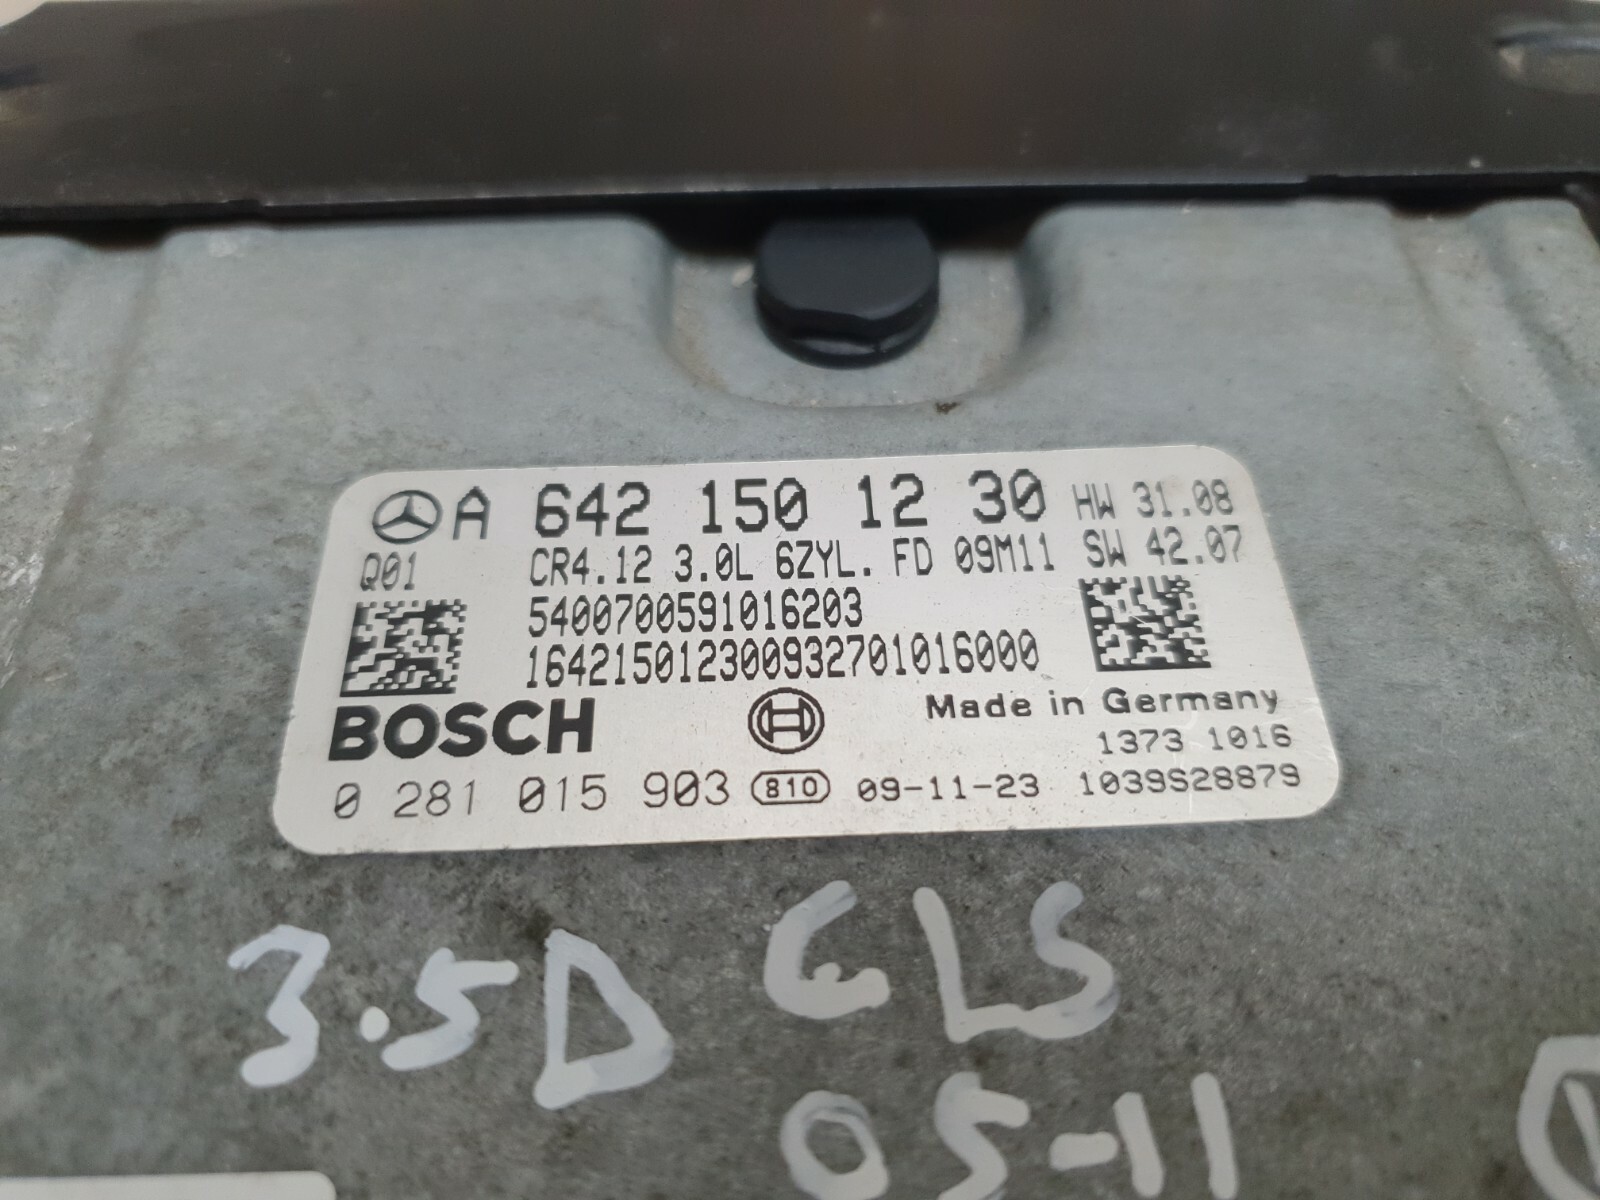 A 642 150 12 30 HW 31.08
Q01 CR4.12 3.0L 6ZYL. FD 09M11 SW 42.07
5400700591016203
164215012300932701016000
BOSCH Made in Germany
1373 1016
0 281 015 903 810 09-11-23 1039S28879
3.5D CLS
05-11